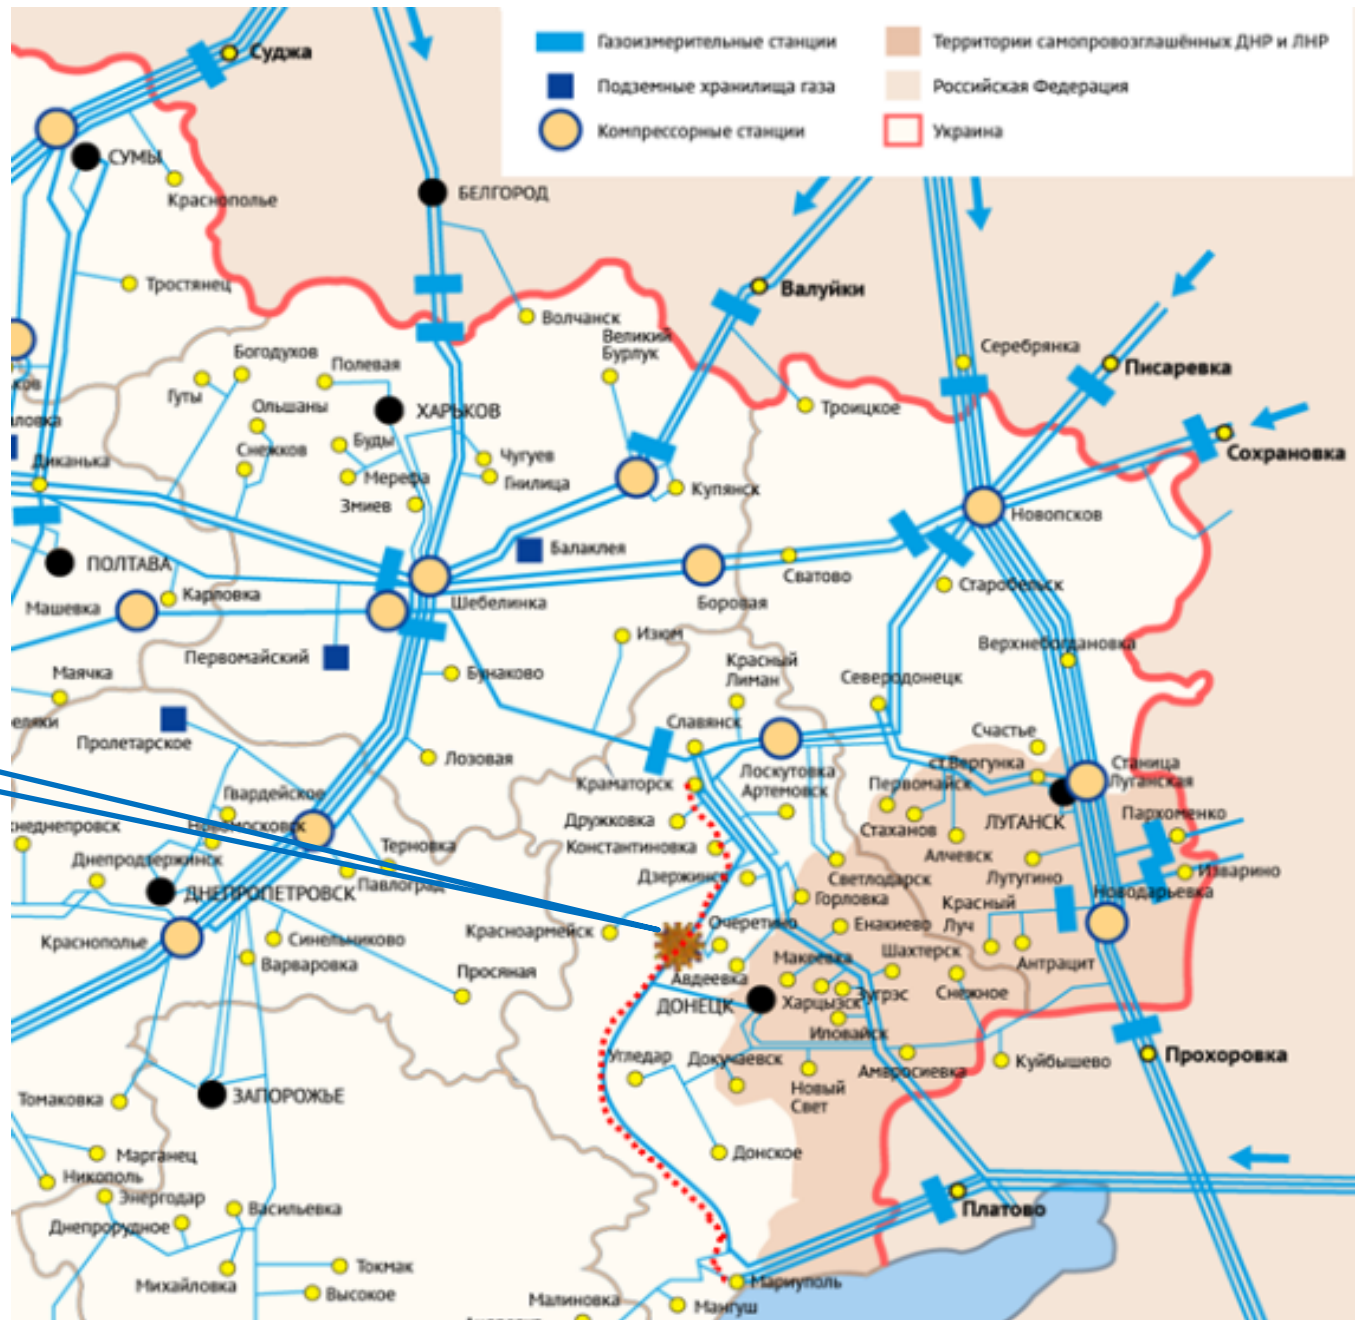 Газоизмерительные станции
Подземные хранилища газа
Компрессорные станции
Территории самопровозглашённых ДНР и ЛНР
Российская Федерация
Украина
Суджа
СУМЫ
Краснополье
БЕЛГОРОД
Тростянец
Волчанск
Валуйки
Великий
Бурлук
Богодухов
Полевая
Гуты
Ольшаны
ХАРЬКОВ
Серебрянка
Писаревка
Троицкое
Снежков
Буды
Чугуев
Мерефа
Гнилица
Змиев
Купянск
Сохрановка
Диканька
Новопсков
ПОЛТАВА
Балаклея
Карловка
Машевка
Шебелинка
Боровая
Сватово
Старобельск
Первомайский
Изюм
Верхнебогдановка
Маячка
Бунаково
Красный
Лиман
Северодонецк
Пролетарское
Лозовая
Славянск
Счастье
Краматорск
Лоскутовка
Артемовск
ст.Вергунка
Станица
Луганская
Первомайск
Гвардейское
Новомосковск
Дружковка
Стаханов
ЛУГАНСК
Пархоменко
Терновка
Константиновка
Алчевск
Днепродзержинск
ДНЕПРОПЕТРОВСК
Павлоград
Дзержинск
Светлодарск
Лутугино
Изварино
Горловка
Красный
Луч
Новодарьевка
Краснополье
Синельниково
Варваровка
Красноармейск
Очеретино
Енакиево
Антрацит
Просяная
Авдеевка
Макеевка
Шахтерск
Снежное
ДОНЕЦК
Харцызск
Зугрэс
Иловайск
Угледар
Докучаевск
Амвросиевка
Куйбышево
Прохоровка
Новый
Свет
Томаковка
ЗАПОРОЖЬЕ
Марганец
Донское
Никополь
Энергодар
Васильевка
Днепрорудное
Платово
Михайловка
Токмак
Высокое
Мариуполь
Малиновка
Мангуш